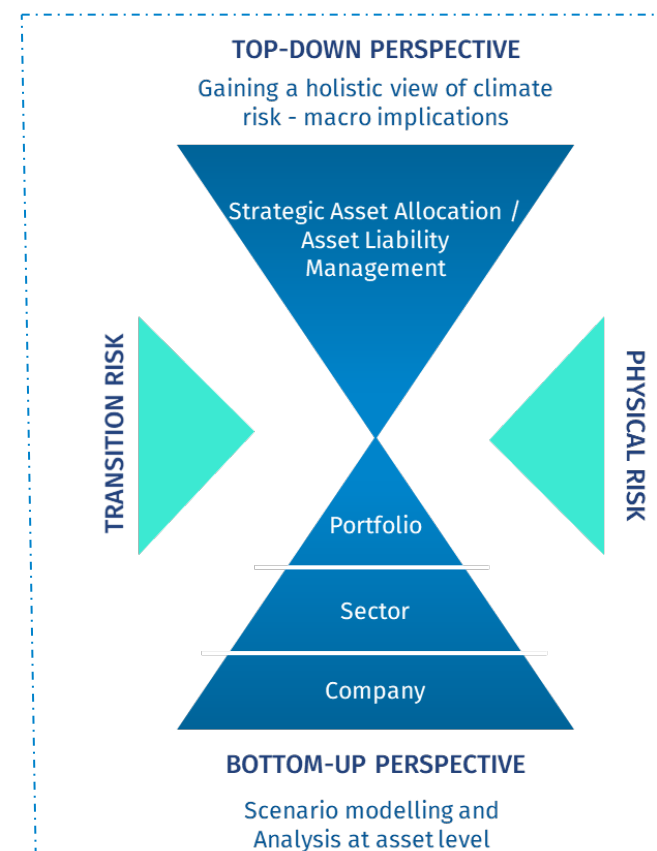 TOP-DOWN PERSPECTIVE
Gaining a holistic view of climate
risk - macro implications
Strategic Asset Allocation /
Asset Liability
Management
TRANSITION RISK
PHYSICAL RISK
Portfolio
Sector
Company
BOTTOM-UP PERSPECTIVE
Scenario modelling and
Analysis at asset level